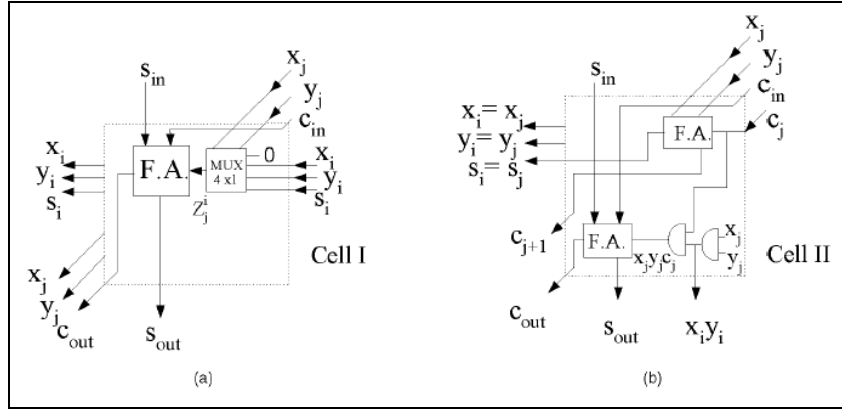 s_in
x_j
y_j
c_in
x_i
y_i
s_i
F.A.
MUX
4 x1
0
x_i
y_i
s_i
Z_j^i
Cell I
x_j
y_j
c_out
s_out
(a)
s_in
x_j
y_j
c_in
c_j
x_i = x_j
y_i = y_j
s_i = s_j
F.A.
c_j+1
F.A.
x_j y_j c_j
x_j
y_j
Cell II
c_out
s_out
x_i y_i
(b)